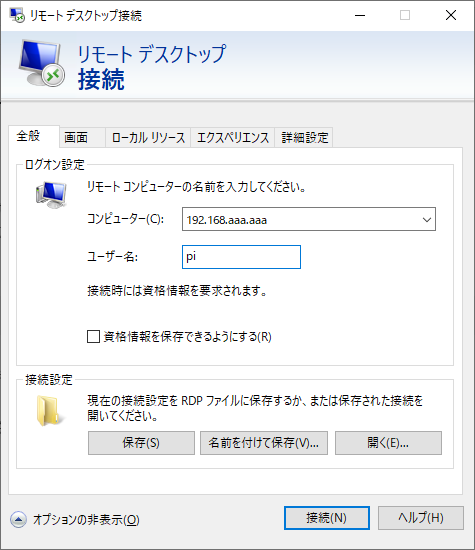 リモート デスクトップ接続
リモート デスクトップ
接続
全般 画面 ローカル リソース エクスペリエンス 詳細設定
ログオン設定
リモート コンピューターの名前を入力してください。
コンピューター(C): 192.168.aaa.aaa
ユーザー名: pi
接続時には資格情報を要求されます。
資格情報を保存できるようにする(R)
接続設定
現在の接続設定を RDP ファイルに保存するか、または保存された接続を
開いてください。
保存(S) 名前を付けて保存(V)... 開く(E)...
オプションの非表示(O) 接続(N) ヘルプ(H)